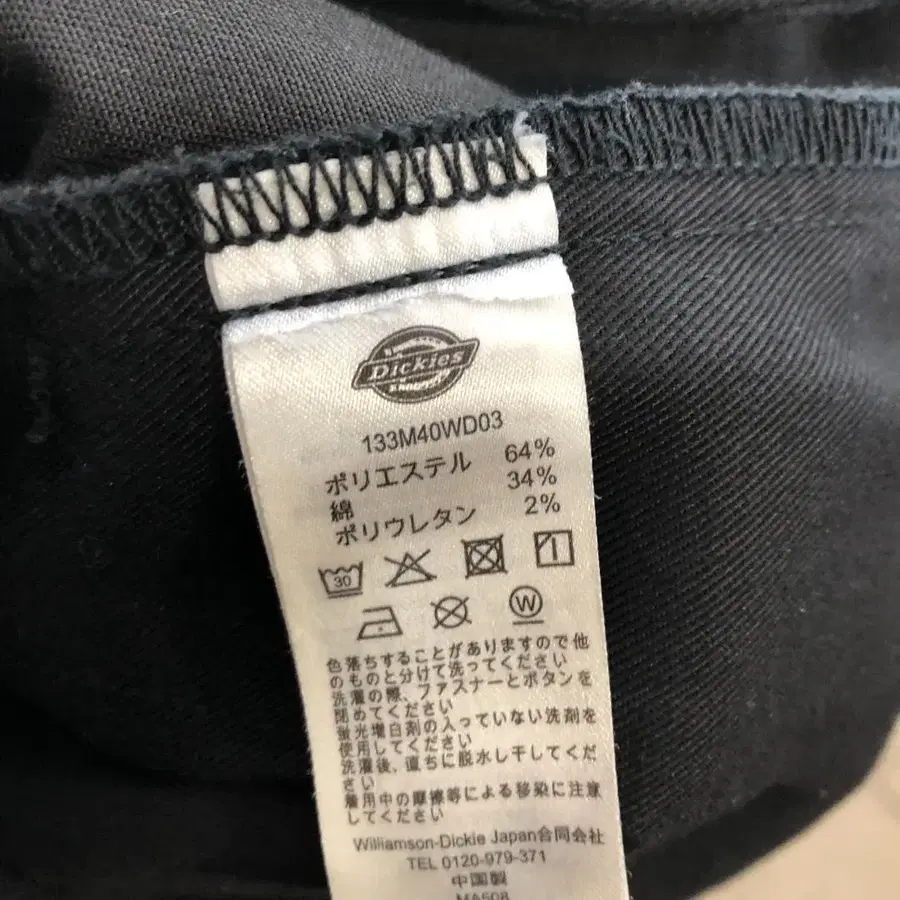 Dickies
133M40WD03
ポリエステル 64%
綿 34%
ポリウレタン 2%
30
W
色落ちすることがありますので他
のものと分けて洗ってください
洗濯の際、ファスナーとボタンを
閉めてください
蛍光増白剤の入っていない洗剤を
使用してください
洗濯後、直ちに脱水し干してくだ
さい
着用中の摩擦等による移染に注意
してください
Williamson-Dickie Japan合同会社
TEL 0120-979-371
中国製
MA508